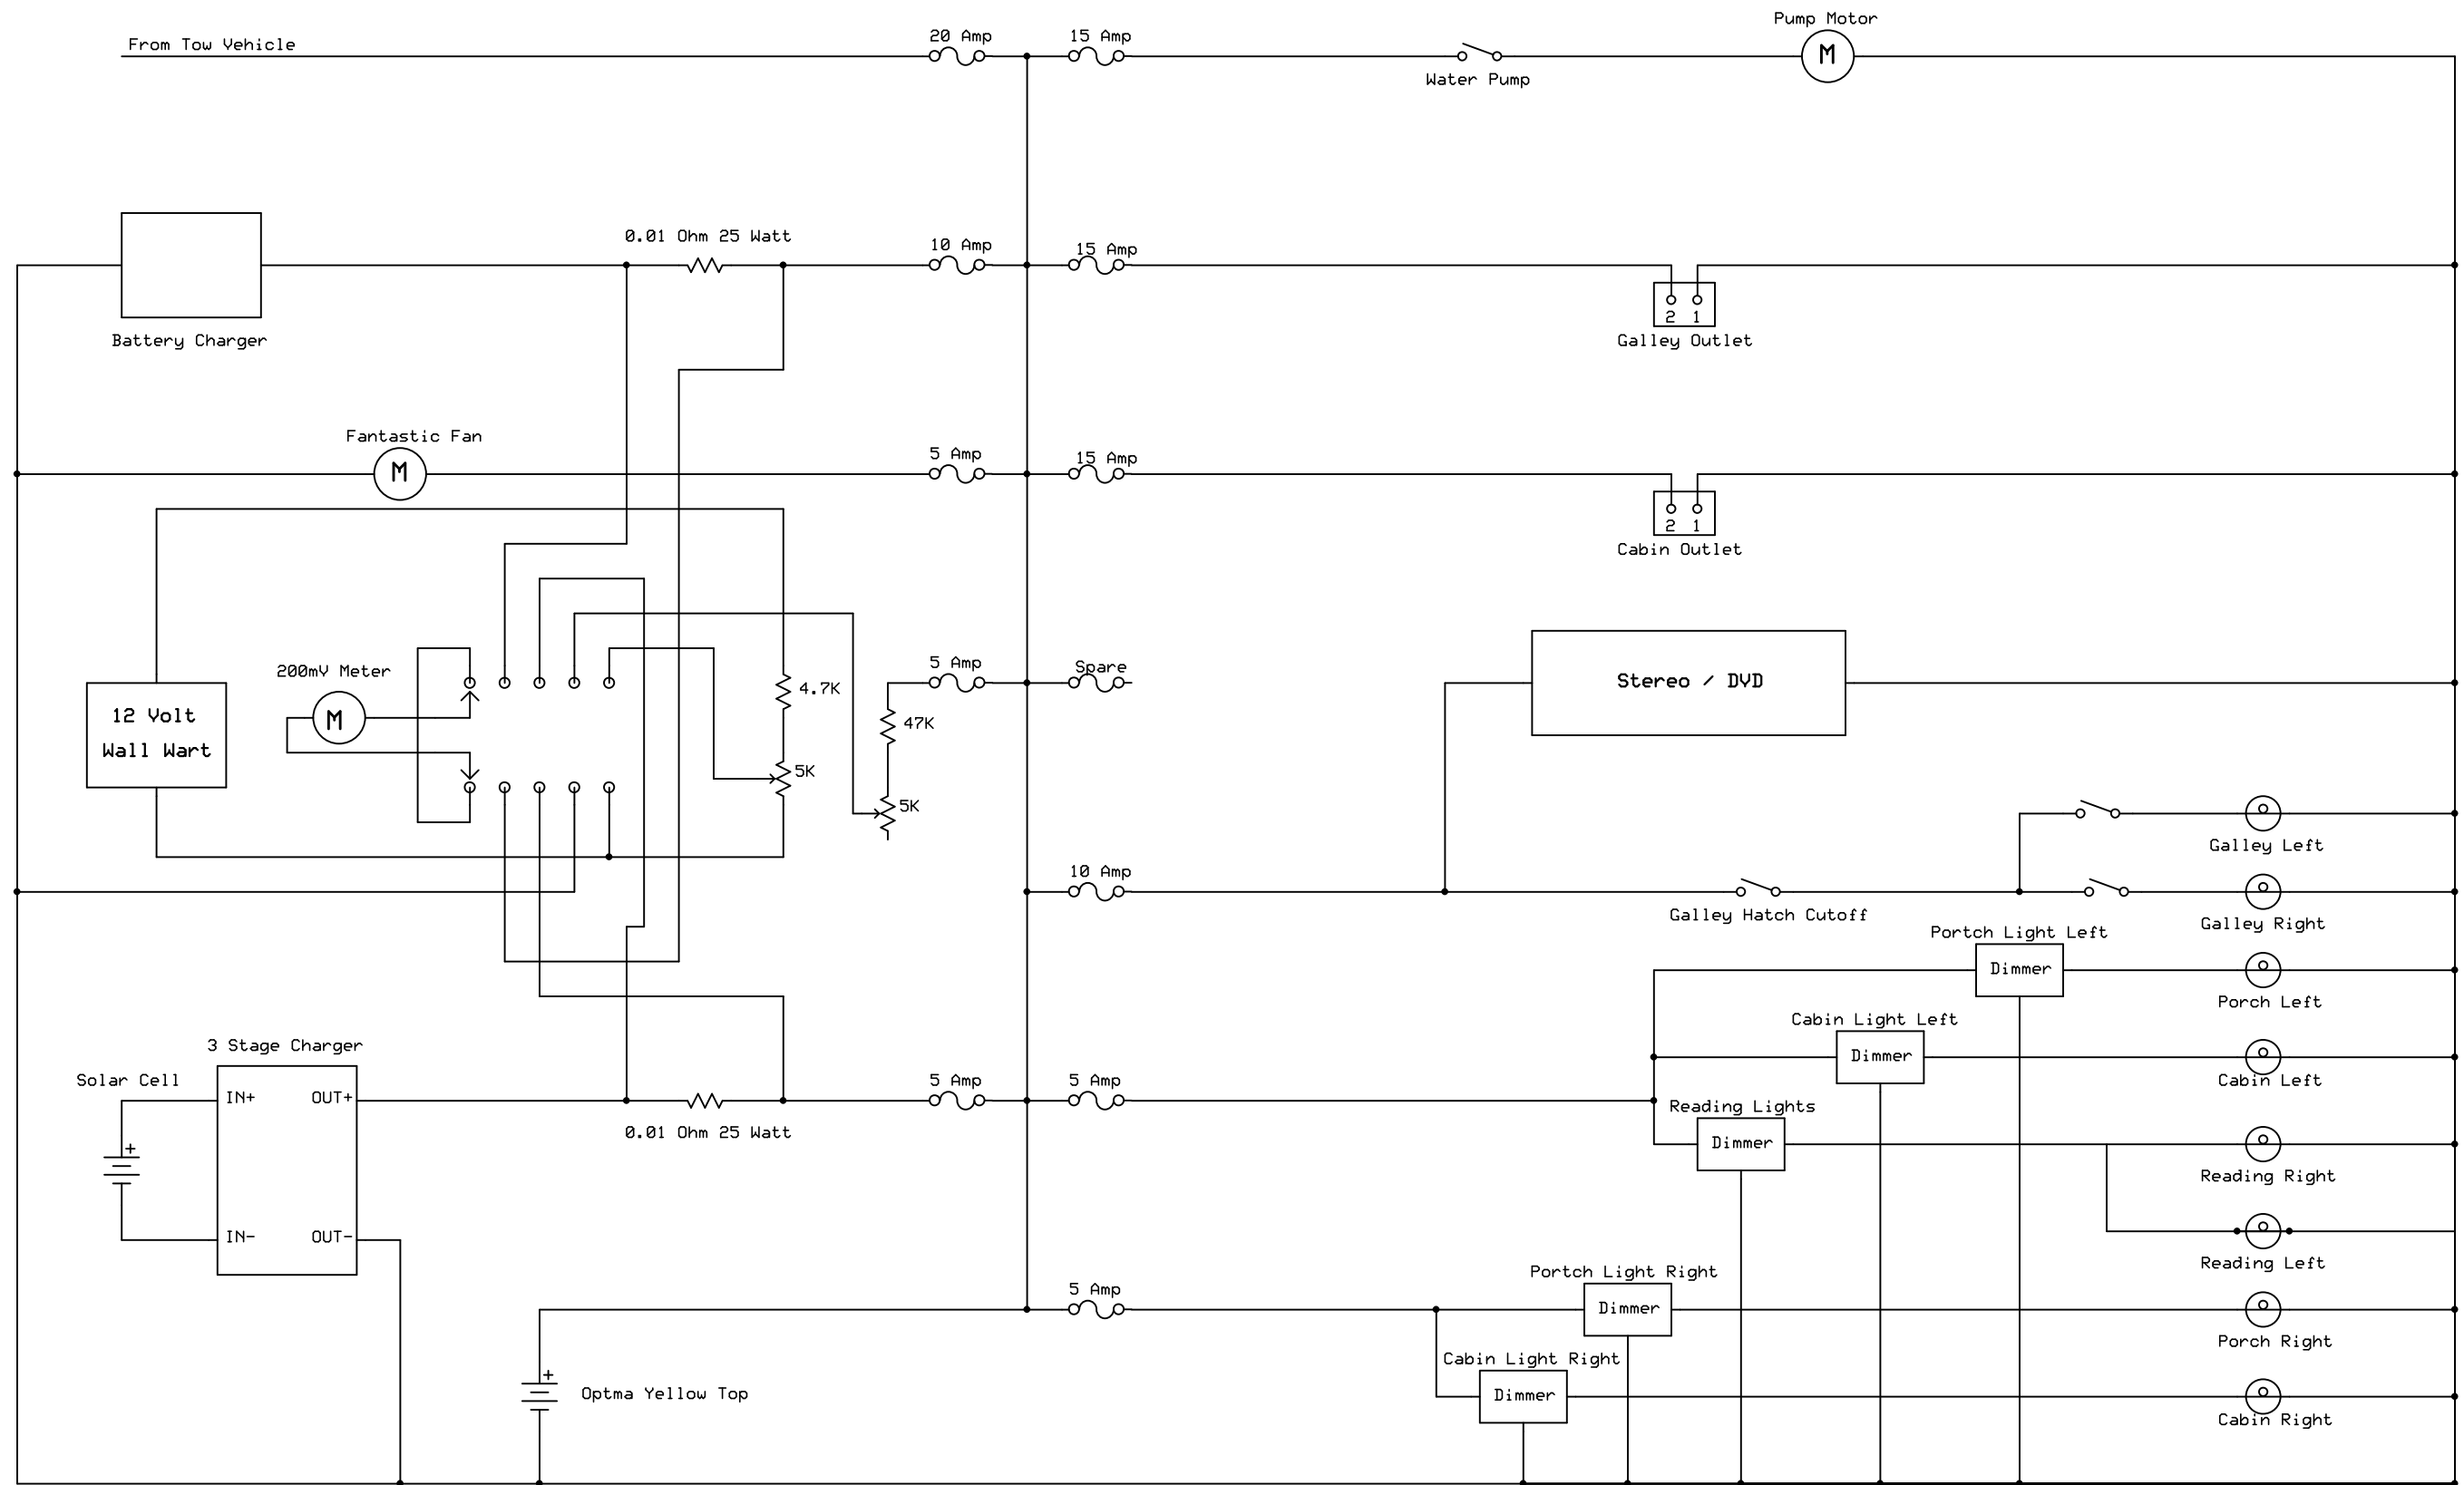 Pump Motor
From Tow Vehicle
20 Amp
15 Amp
M
Water Pump
0.01 Ohm 25 Watt
10 Amp
15 Amp
2 1
Battery Charger
Galley Outlet
Fantastic Fan
M
5 Amp
15 Amp
2 1
Cabin Outlet
200mV Meter
M
12 Volt
Wall Wart
4.7K
5K
5 Amp
47K
5K
Spare
Stereo / DVD
Galley Left
10 Amp
Galley Hatch Cutoff
Galley Right
Portch Light Left
Dimmer
Porch Left
Cabin Light Left
Dimmer
Cabin Left
3 Stage Charger
Solar Cell
IN+
OUT+
+
IN-
OUT-
0.01 Ohm 25 Watt
5 Amp
5 Amp
Reading Lights
Dimmer
Reading Right
Reading Left
5 Amp
Portch Light Right
Dimmer
Porch Right
Cabin Light Right
Dimmer
Cabin Right
+
Optma Yellow Top